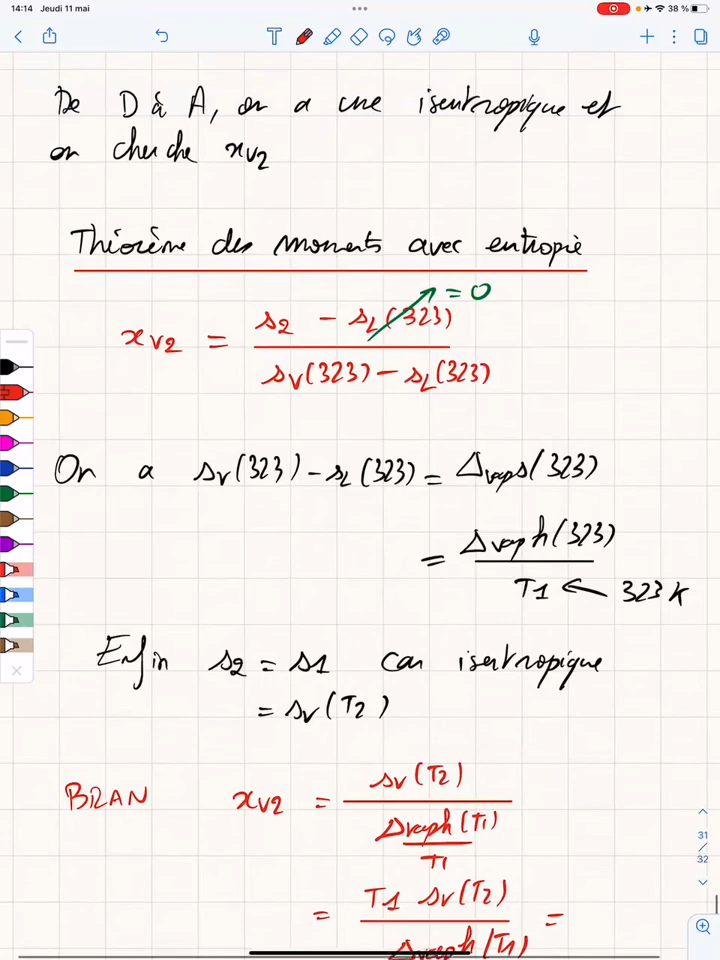 14:14 Jeudi 11 mai
38 %
De D à A, on a une isentropique et
on cherche xv2
Théorème des moments avec entropie
xv2 = (s2 - sL(323)) / (sv(323) - sL(323))
= 0
On a sv(323) - sL(323) = Δvaps(323)
= Δvaph(323) / T1 ← 323 K
Enfin s2 = s1 car isentropique
= sv(T2)
BRAN xv2 = sv(T2) / (Δvaph(T1) / T1)
= T1 sv(T2) / Δvaph(T1) =
31
/
32